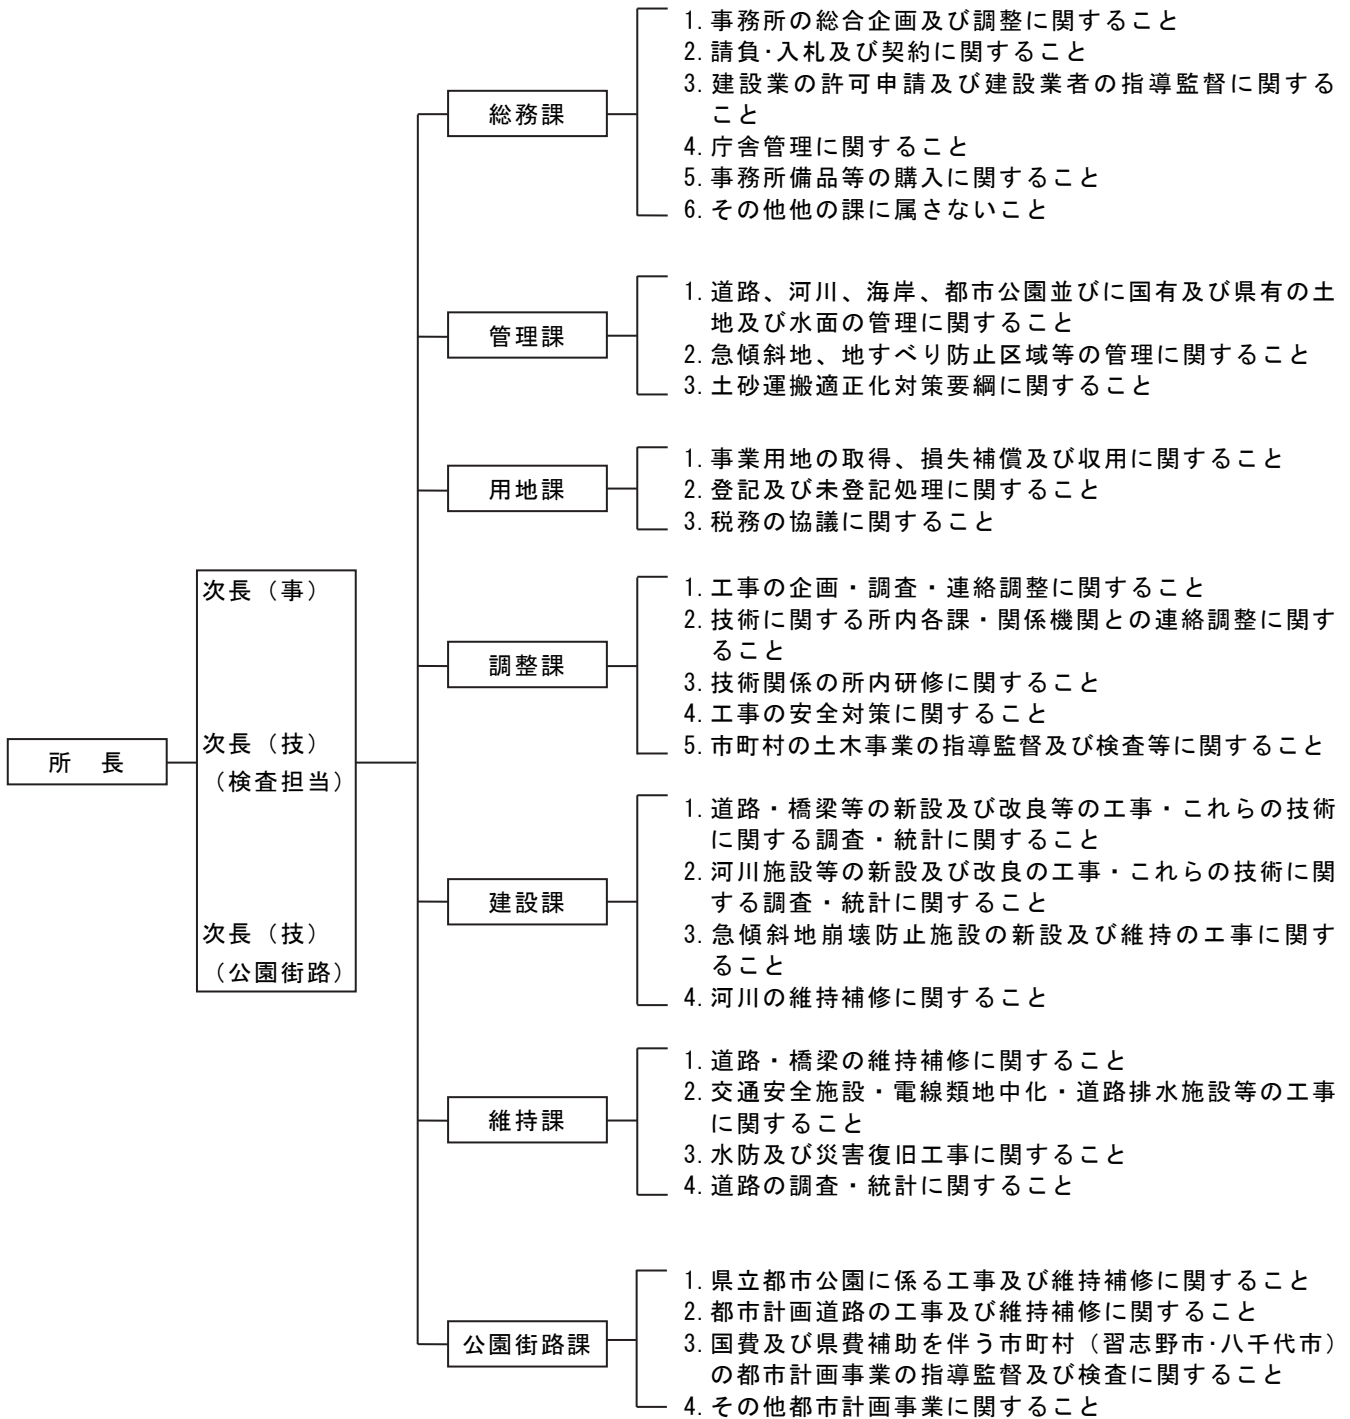 所　長
次長（事）
次長（技）
（検査担当）
次長（技）
（公園街路）
総務課
1.事務所の総合企画及び調整に関すること
2.請負･入札及び契約に関すること
3.建設業の許可申請及び建設業者の指導監督に関する
こと
4.庁舎管理に関すること
5.事務所備品等の購入に関すること
6.その他他の課に属さないこと
管理課
1.道路、河川、海岸、都市公園並びに国有及び県有の土
地及び水面の管理に関すること
2.急傾斜地、地すべり防止区域等の管理に関すること
3.土砂運搬適正化対策要綱に関すること
用地課
1.事業用地の取得、損失補償及び収用に関すること
2.登記及び未登記処理に関すること
3.税務の協議に関すること
調整課
1.工事の企画・調査・連絡調整に関すること
2.技術に関する所内各課・関係機関との連絡調整に関す
ること
3.技術関係の所内研修に関すること
4.工事の安全対策に関すること
5.市町村の土木事業の指導監督及び検査等に関すること
建設課
1.道路・橋梁等の新設及び改良等の工事・これらの技術
に関する調査・統計に関すること
2.河川施設等の新設及び改良の工事・これらの技術に関
する調査・統計に関すること
3.急傾斜地崩壊防止施設の新設及び維持の工事に関す
ること
4.河川の維持補修に関すること
維持課
1.道路・橋梁の維持補修に関すること
2.交通安全施設・電線類地中化・道路排水施設等の工事
に関すること
3.水防及び災害復旧工事に関すること
4.道路の調査・統計に関すること
公園街路課
1.県立都市公園に係る工事及び維持補修に関すること
2.都市計画道路の工事及び維持補修に関すること
3.国費及び県費補助を伴う市町村（習志野市･八千代市）
の都市計画事業の指導監督及び検査に関すること
4.その他都市計画事業に関すること